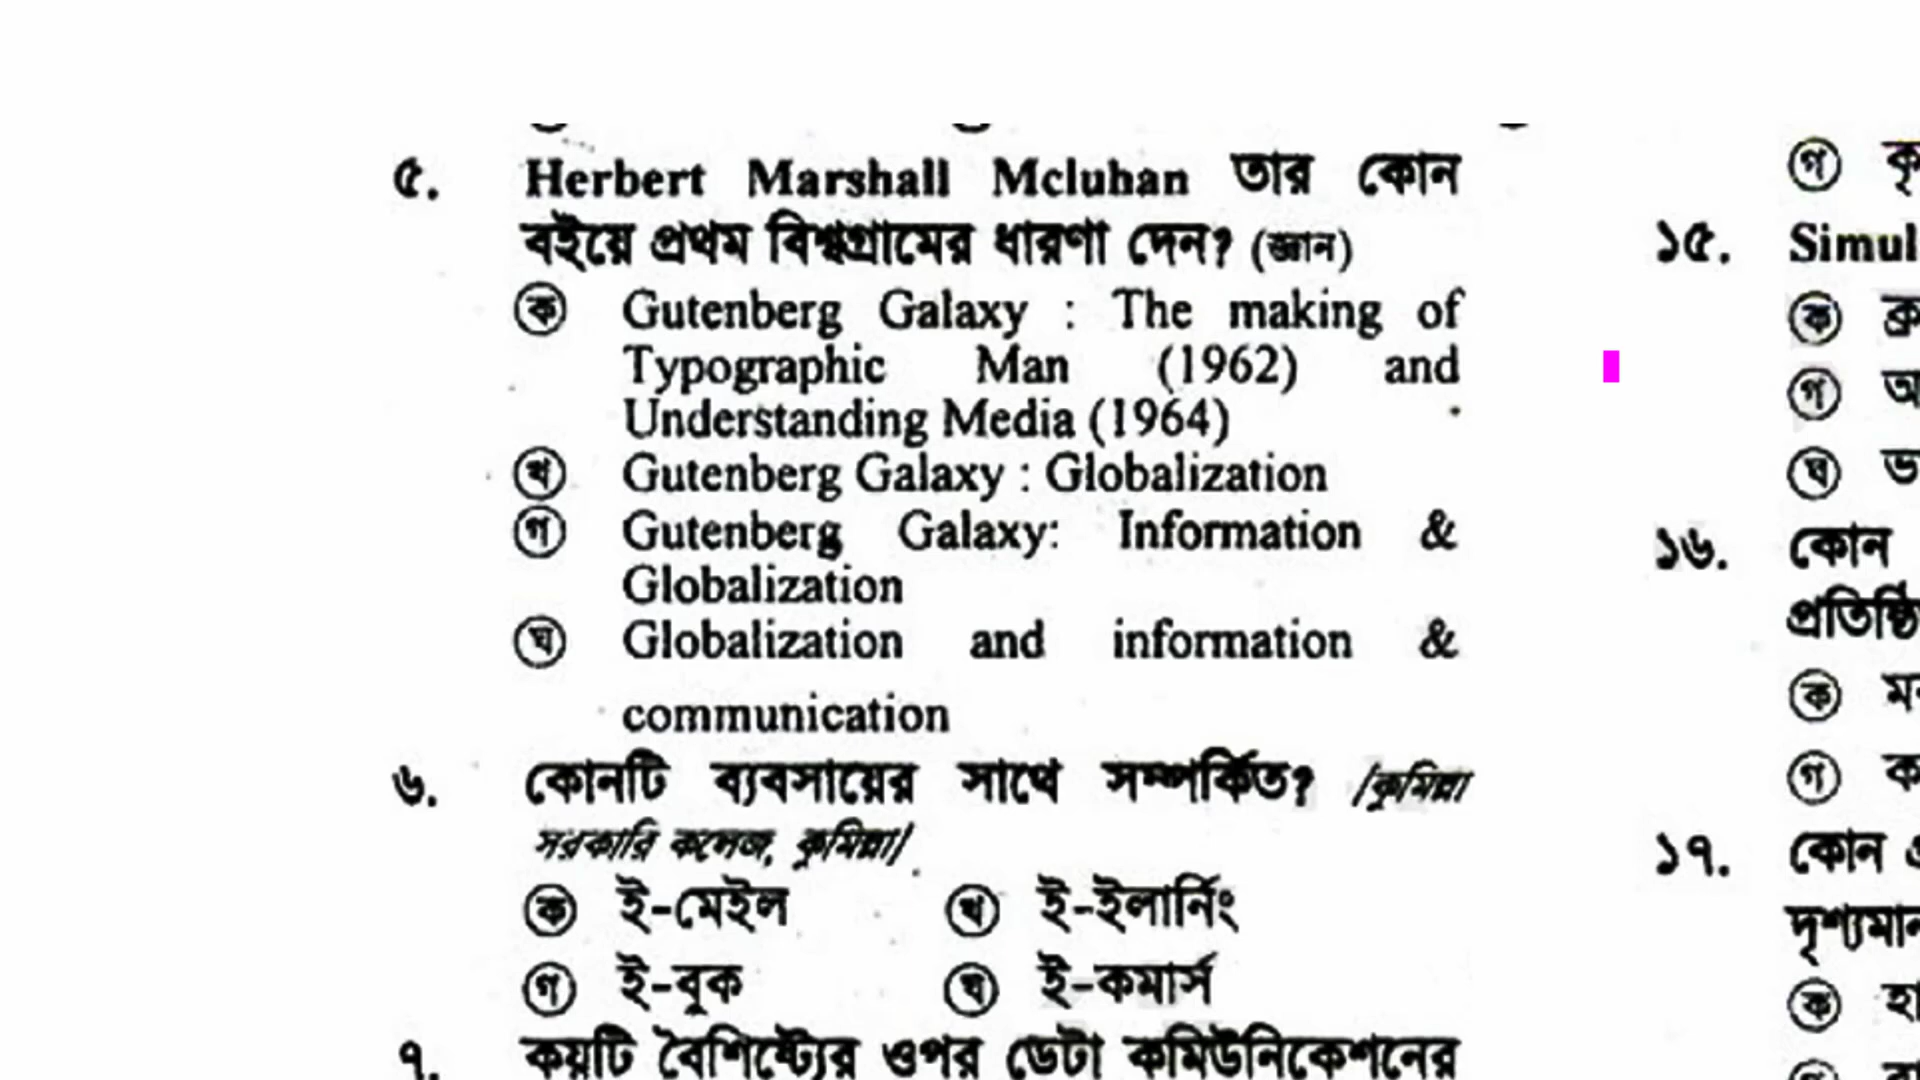 ৫. Herbert Marshall Mcluhan তার কোন
বইয়ে প্রথম বিশ্বগ্রামের ধারণা দেন? (জ্ঞান)
ক Gutenberg Galaxy : The making of
Typographic Man (1962) and
Understanding Media (1964)
খ Gutenberg Galaxy : Globalization
গ Gutenberg Galaxy: Information &
Globalization
ঘ Globalization and information &
communication
৬. কোনটি ব্যবসায়ের সাথে সম্পর্কিত? [কুমিল্লা
সরকারি কলেজ, কুমিল্লা]
ক ই-মেইল খ ই-ইলার্নিং
গ ই-বুক ঘ ই-কমার্স
৭. কয়টি বৈশিষ্ট্যের ওপর ডেটা কমিউনিকেশনের
গ কৃ
১৫. Simul
ক ক্র
গ আ
ঘ ভ
১৬. কোন
প্রতিষ্ঠি
ক ম
গ ক
১৭. কোন এ
দৃশ্যমান
ক হা